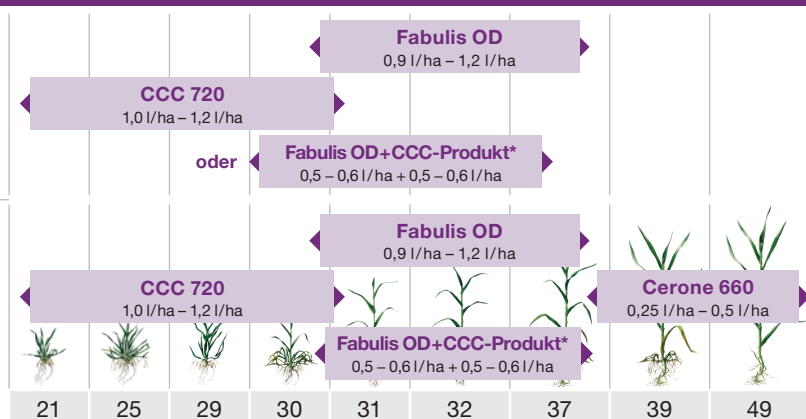 Fabulis OD
0,9 l/ha – 1,2 l/ha
CCC 720
1,0 l/ha – 1,2 l/ha
oder
Fabulis OD+CCC-Produkt*
0,5 – 0,6 l/ha + 0,5 – 0,6 l/ha
Fabulis OD
0,9 l/ha – 1,2 l/ha
CCC 720
1,0 l/ha – 1,2 l/ha
Cerone 660
0,25 l/ha – 0,5 l/ha
Fabulis OD+CCC-Produkt*
0,5 – 0,6 l/ha + 0,5 – 0,6 l/ha
21 25 29 30 31 32 37 39 49